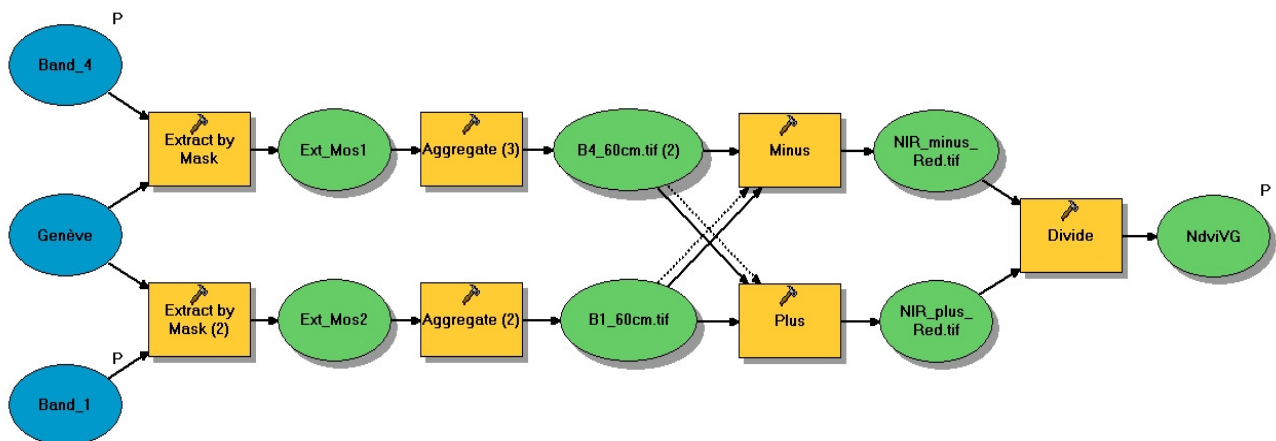 P
Band_4
Extract by
Mask
Ext_Mos1
Aggregate (3)
B4_60cm.tif (2)
Minus
NIR_minus_
Red.tif
Genève
Divide
P
NdviVG
Extract by
Mask (2)
Ext_Mos2
Aggregate (2)
B1_60cm.tif
Plus
NIR_plus_
Red.tif
P
Band_1